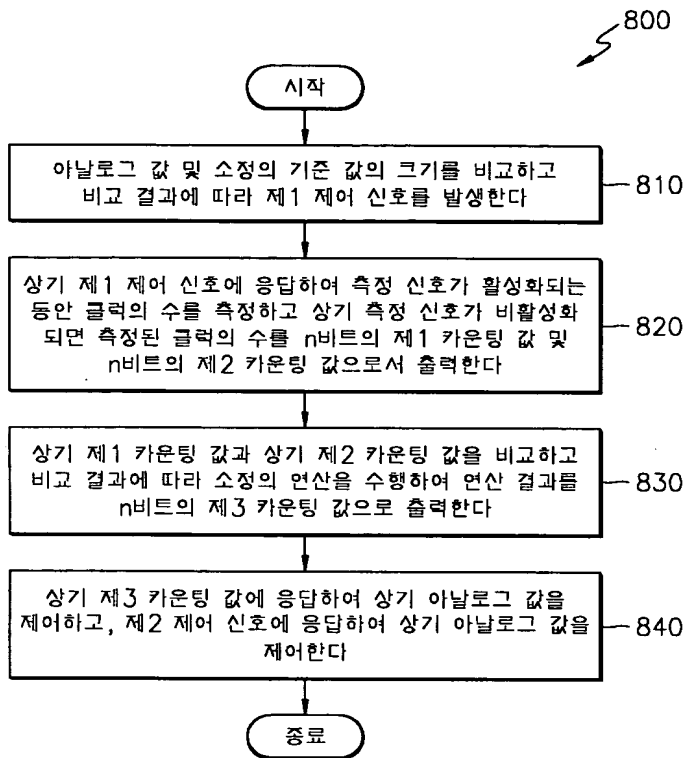 800
시작
아날로그 값 및 소정의 기준 값의 크기를 비교하고
비교 결과에 따라 제1 제어 신호를 발생한다
810
상기 제1 제어 신호에 응답하여 측정 신호가 활성화되는
동안 클럭의 수를 측정하고 상기 측정 신호가 비활성화
되면 측정된 클럭의 수를 n비트의 제1 카운팅 값 및
n비트의 제2 카운팅 값으로서 출력한다
820
상기 제1 카운팅 값과 상기 제2 카운팅 값을 비교하고
비교 결과에 따라 소정의 연산을 수행하여 연산 결과를
n비트의 제3 카운팅 값으로 출력한다
830
상기 제3 카운팅 값에 응답하여 상기 아날로그 값을
제어하고, 제2 제어 신호에 응답하여 상기 아날로그 값을
제어한다
840
종료